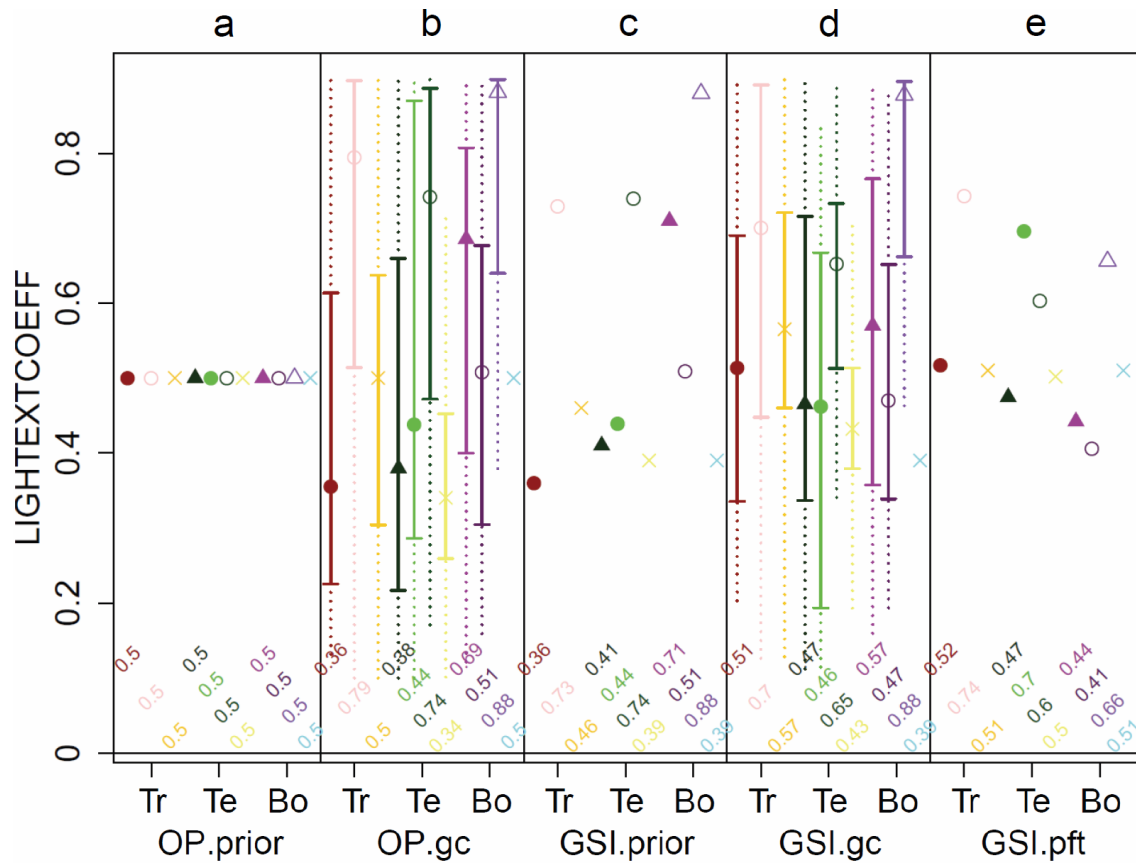 a b c d e
LIGHTEXTCOEFF
0.8
0.6
0.4
0.2
0
0.5 0.5 0.5 0.5 0.5 0.5 0.5 0.5 0.5 0.5 0.5
0.36 0.79 0.5 0.38 0.44 0.74 0.34 0.69 0.51 0.88 0.5
0.36 0.73 0.46 0.41 0.44 0.74 0.39 0.71 0.51 0.88 0.39
0.51 0.7 0.57 0.47 0.46 0.65 0.43 0.57 0.47 0.88 0.39
0.52 0.74 0.51 0.47 0.7 0.6 0.5 0.44 0.41 0.66 0.51
Tr Te Bo Tr Te Bo Tr Te Bo Tr Te Bo Tr Te Bo
OP.prior OP.gc GSI.prior GSI.gc GSI.pft